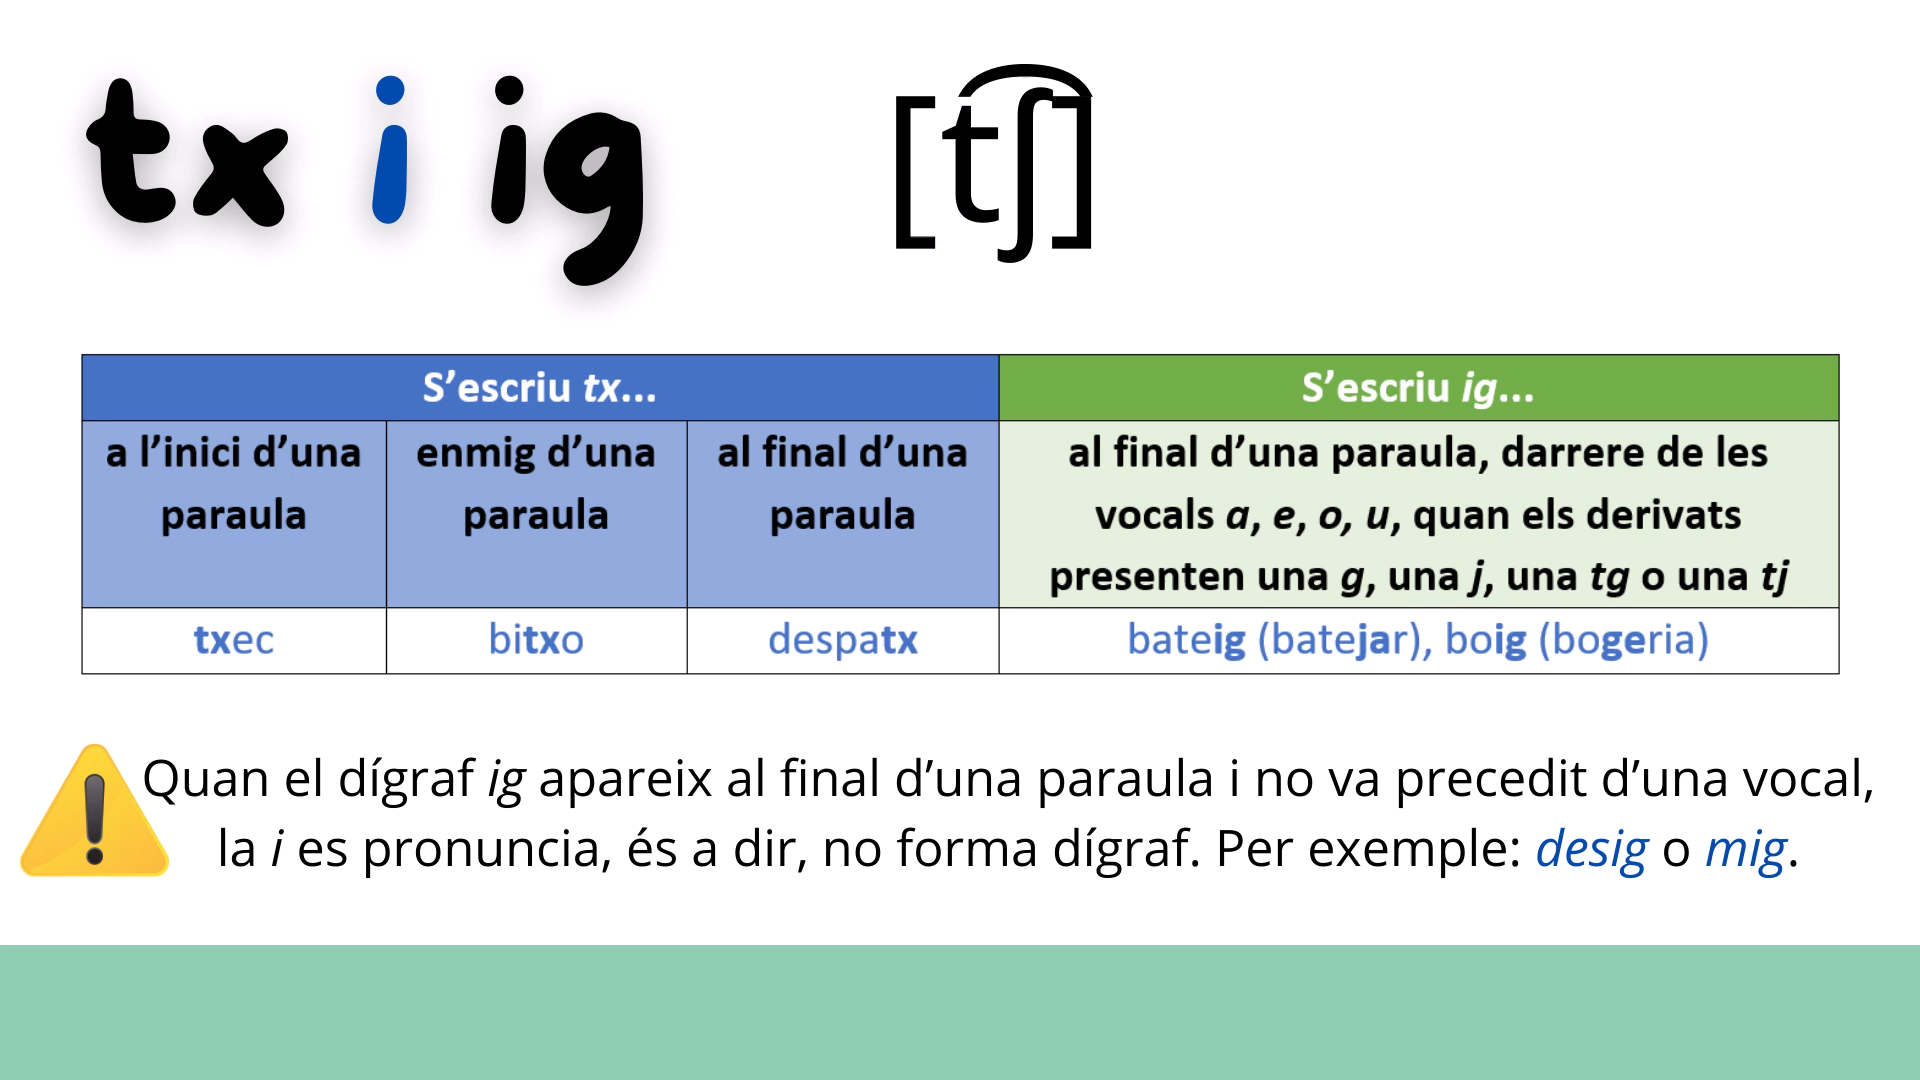 tx i ig
[t͡ʃ]
S’escriu tx...
S’escriu ig...
a l’inici d’una
paraula
enmig d’una
paraula
al final d’una
paraula
al final d’una paraula, darrere de les
vocals a, e, o, u, quan els derivats
presenten una g, una j, una tg o una tj
txec
bitxo
despatx
bateig (batejar), boig (bogeria)
Quan el dígraf ig apareix al final d’una paraula i no va precedit d’una vocal,
la i es pronuncia, és a dir, no forma dígraf. Per exemple: desig o mig.